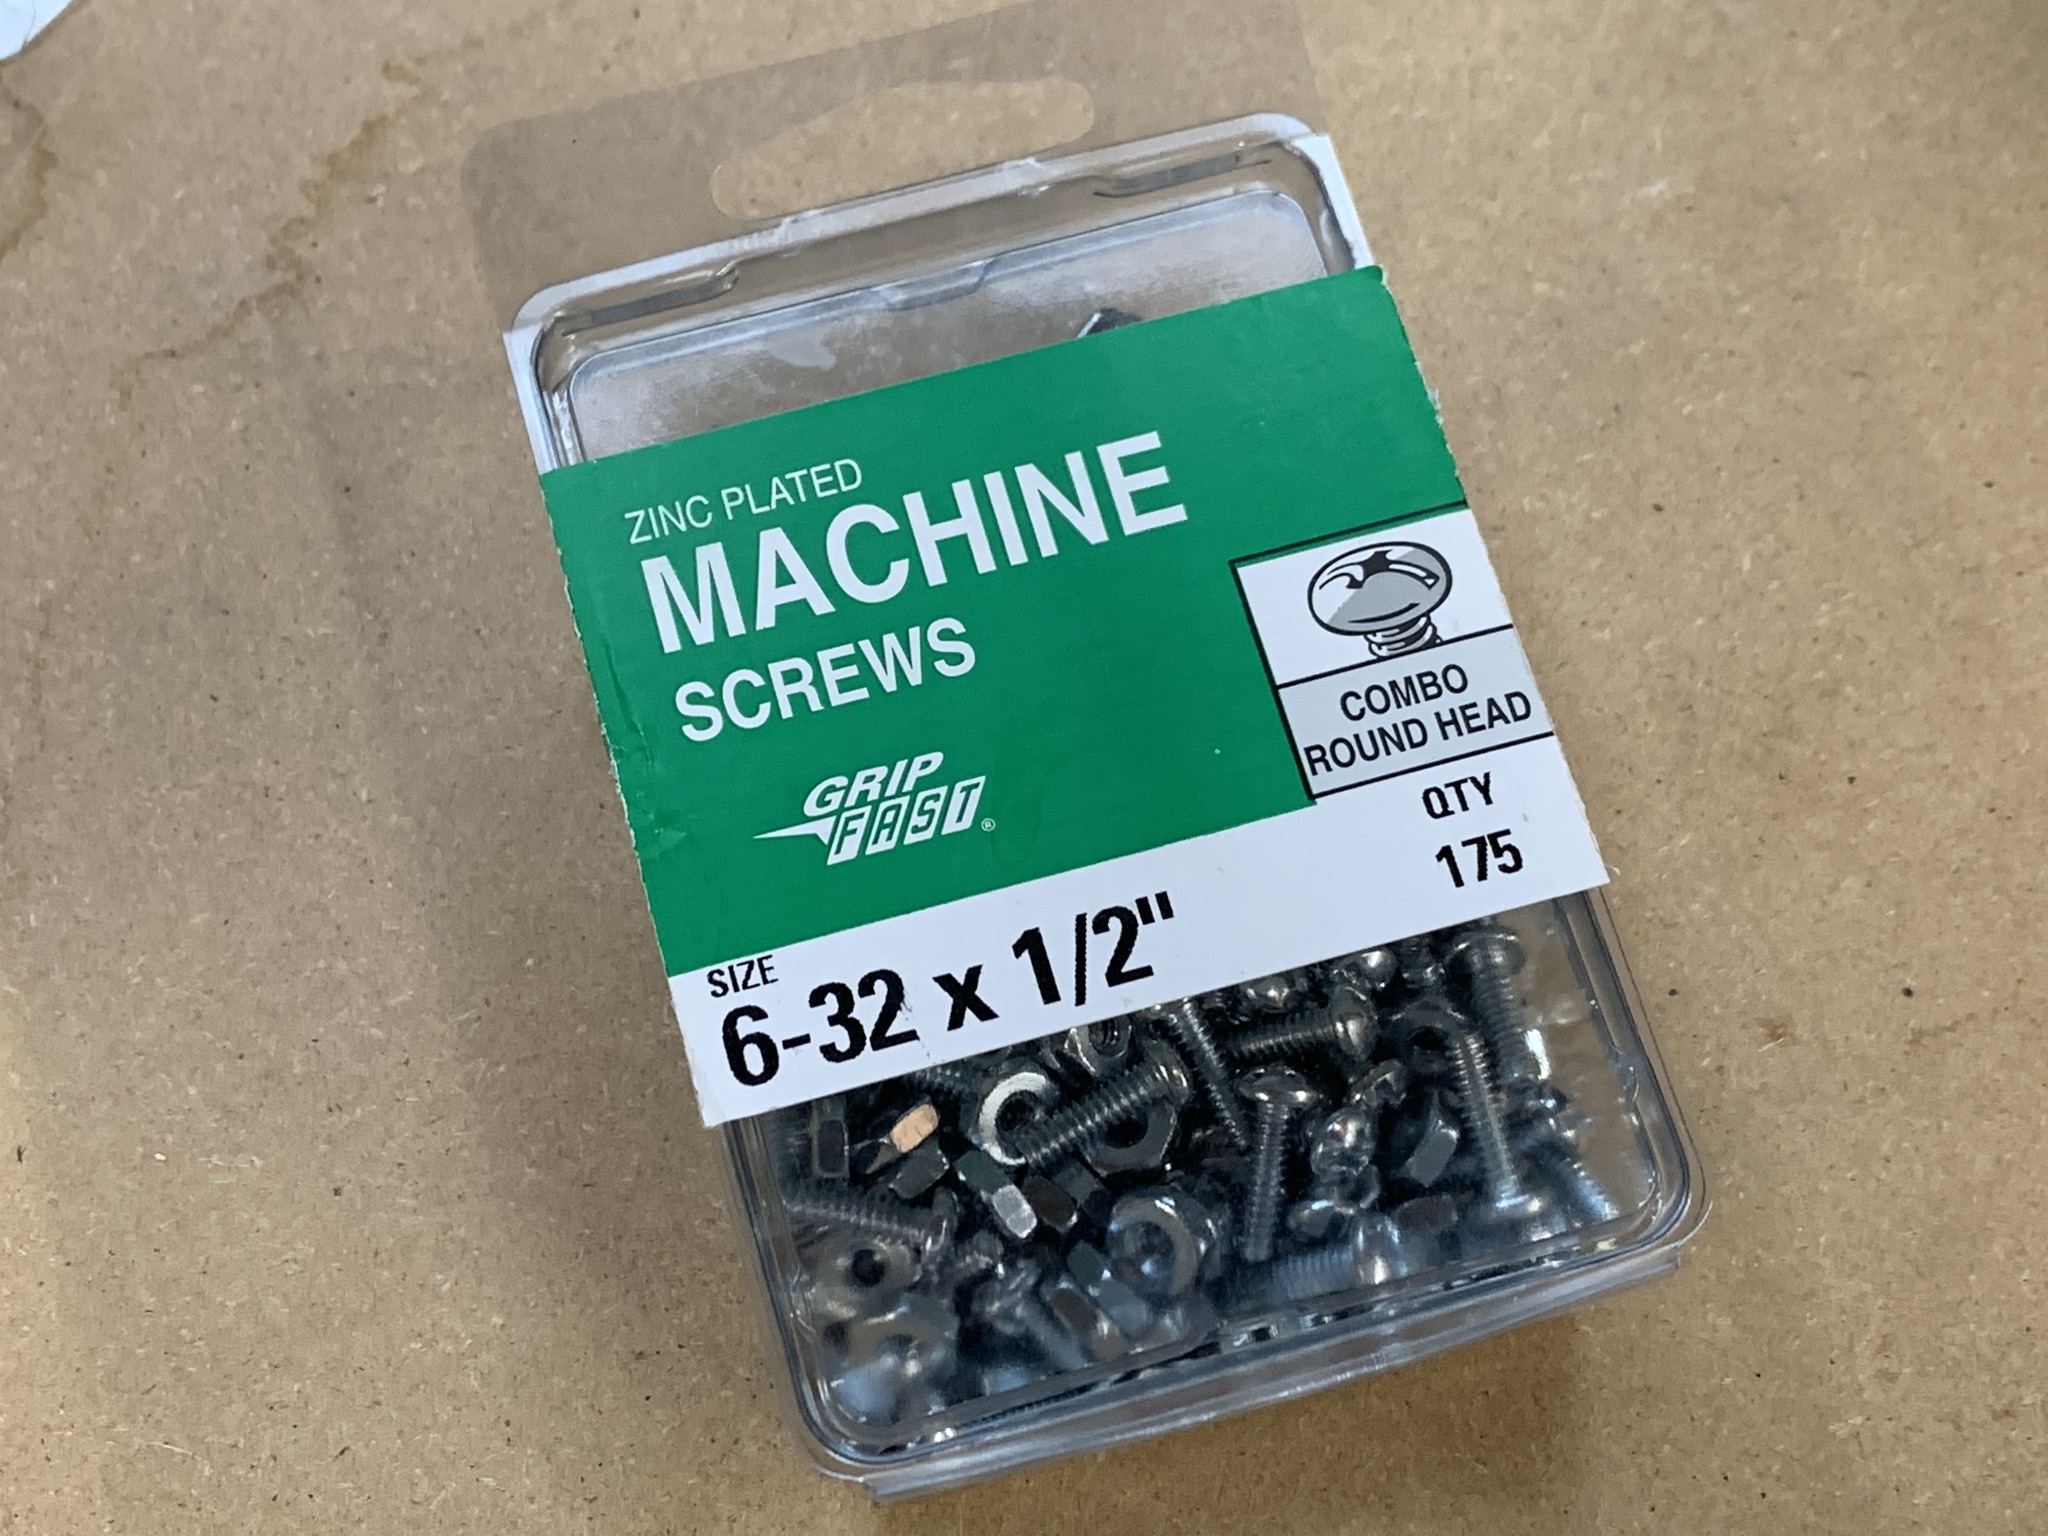 ZINC PLATED
MACHINE
SCREWS
GRIP
FAST®
COMBO
ROUND HEAD
QTY
175
SIZE
6-32 x 1/2"